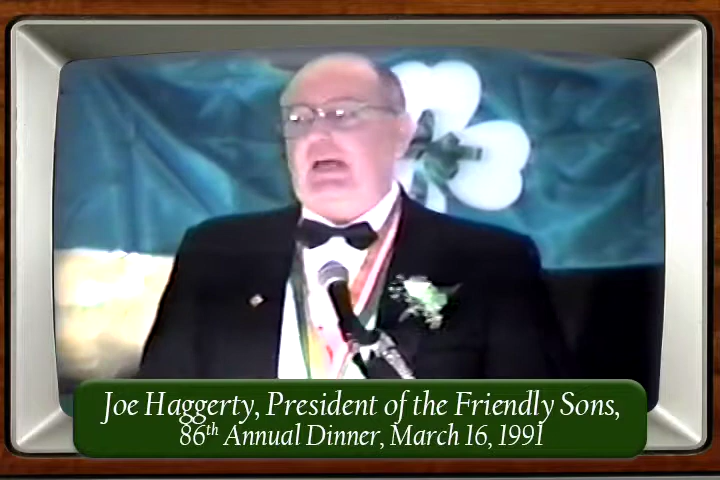 Joe Haggerty, President of the Friendly Sons,
86th Annual Dinner, March 16, 1991